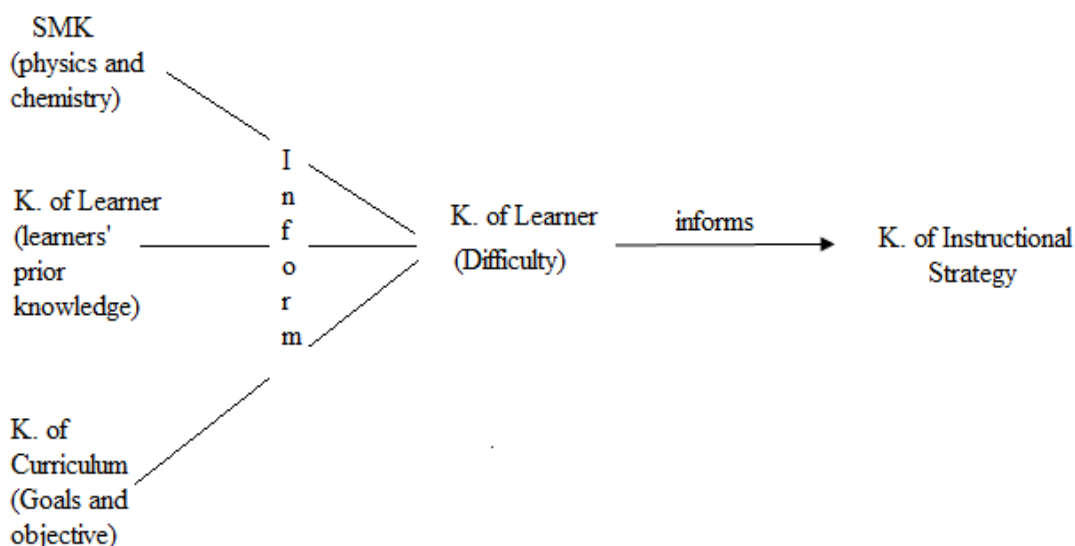 SMK
(physics and
chemistry)
I
n
f
o
r
m
K. of Learner
(learners'
prior
knowledge)
K. of
Curriculum
(Goals and
objective)
K. of Learner
(Difficulty)
informs
K. of Instructional
Strategy